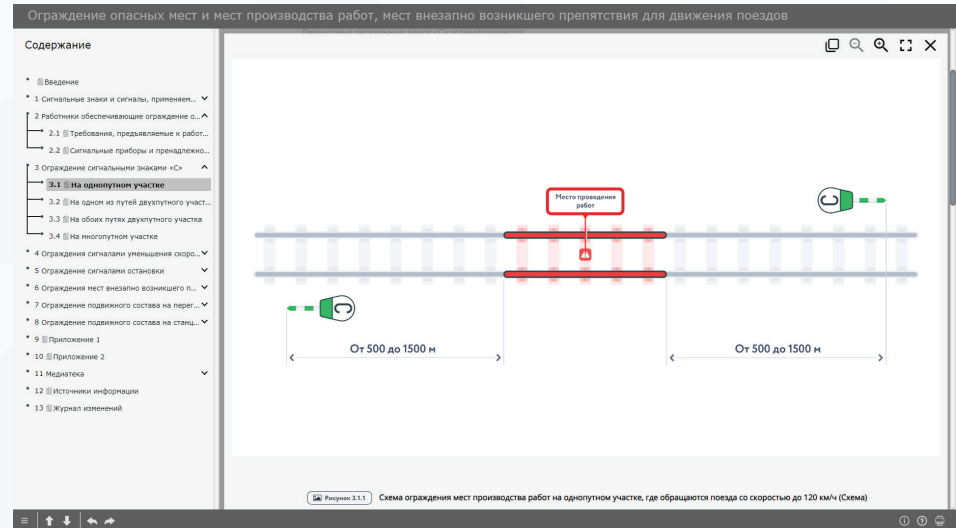 Ограждение опасных мест и мест производства работ, мест внезапно возникшего препятствия для движения поездов
Содержание
Введение
1 Сигнальные знаки и сигналы, применяем...
2 Работники обеспечивающие ограждение о...
2.1 Требования, предъявляемые к работ...
2.2 Сигнальные приборы и пренадлежно...
3 Ограждение сигнальными знаками «С»
3.1 На однопутном участке
3.2 На одном из путей двухпутного участ...
3.3 На обоих путях двухпутного участка
3.4 На многопутном участке
4 Ограждения сигналами уменьшения скоро...
5 Ограждение сигналами остановки
6 Ограждения мест внезапно возникшего п...
7 Ограждение подвижного состава на перег...
8 Ограждение подвижного состава на станц...
9 Приложение 1
10 Приложение 2
11 Медиатека
12 Источники информации
13 Журнал изменений
Место проведения
работ
С
С
От 500 до 1500 м
От 500 до 1500 м
Рисунок 3.1.1 Схема ограждения мест производства работ на однопутном участке, где обращаются поезда со скоростью до 120 км/ч (Схема)